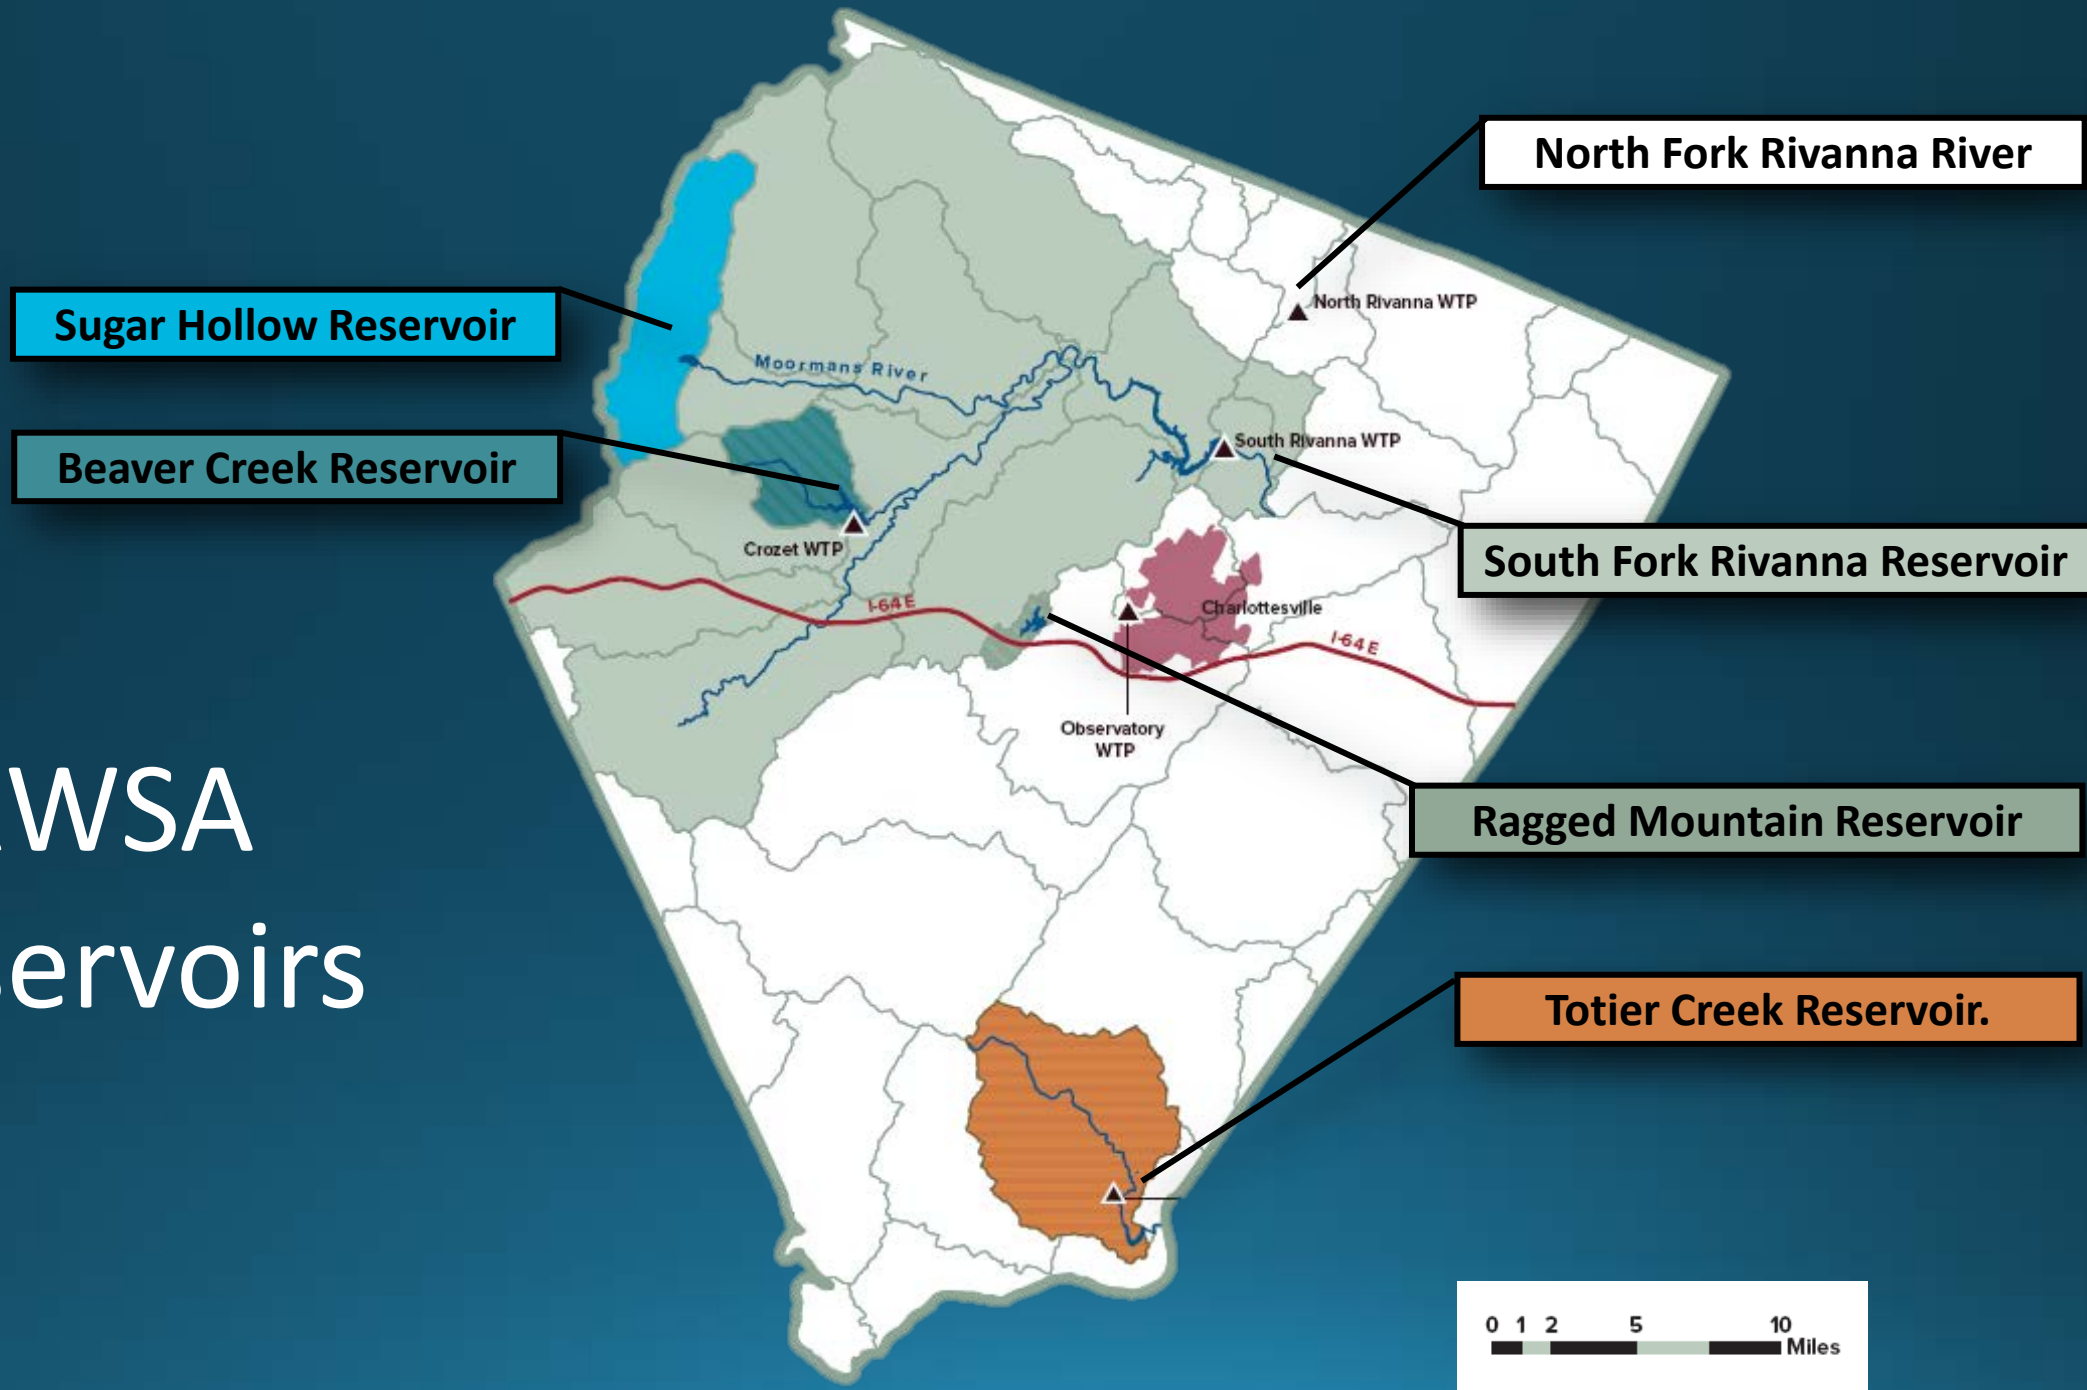 North Fork Rivanna River
North Rivanna WTP
Sugar Hollow Reservoir
Moormans River
Beaver Creek Reservoir
South Rivanna WTP
Crozet WTP
South Fork Rivanna Reservoir
I-64 E
Charlottesville
I-64 E
Observatory
WTP
WSA
servoirs
Ragged Mountain Reservoir
Totier Creek Reservoir.
0 1 2 5 10
Miles